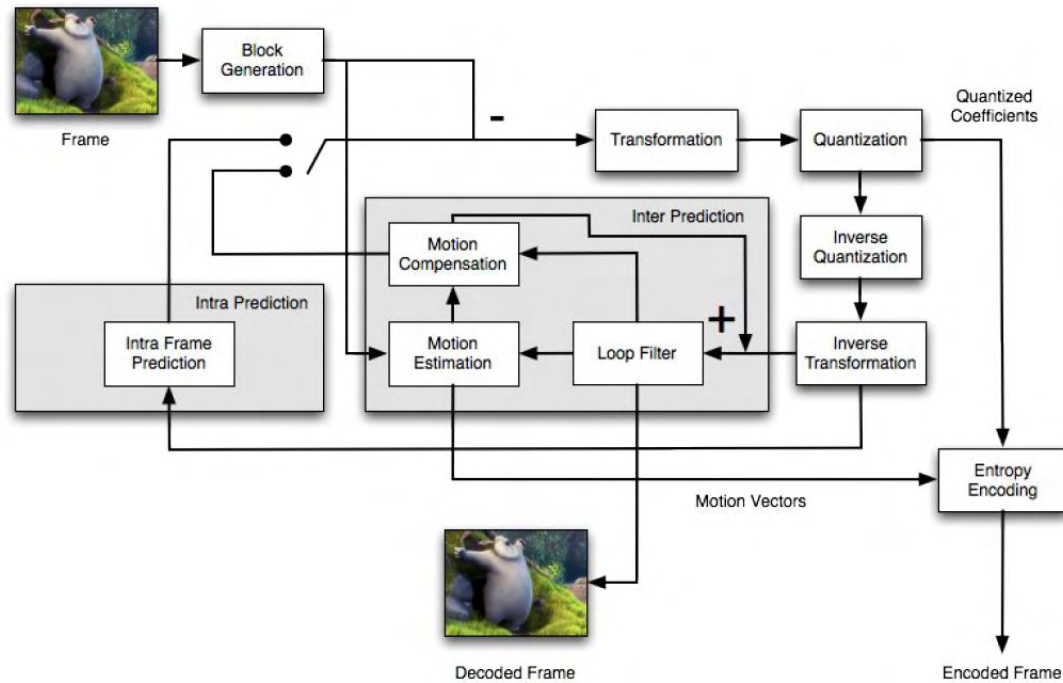 Block
Generation
Frame
-
Transformation
Quantization
Quantized
Coefficients
Inter Prediction
Motion
Compensation
Inverse
Quantization
Intra Prediction
Intra Frame
Prediction
Motion
Estimation
Loop Filter
+
Inverse
Transformation
Motion Vectors
Entropy
Encoding
Decoded Frame
Encoded Frame